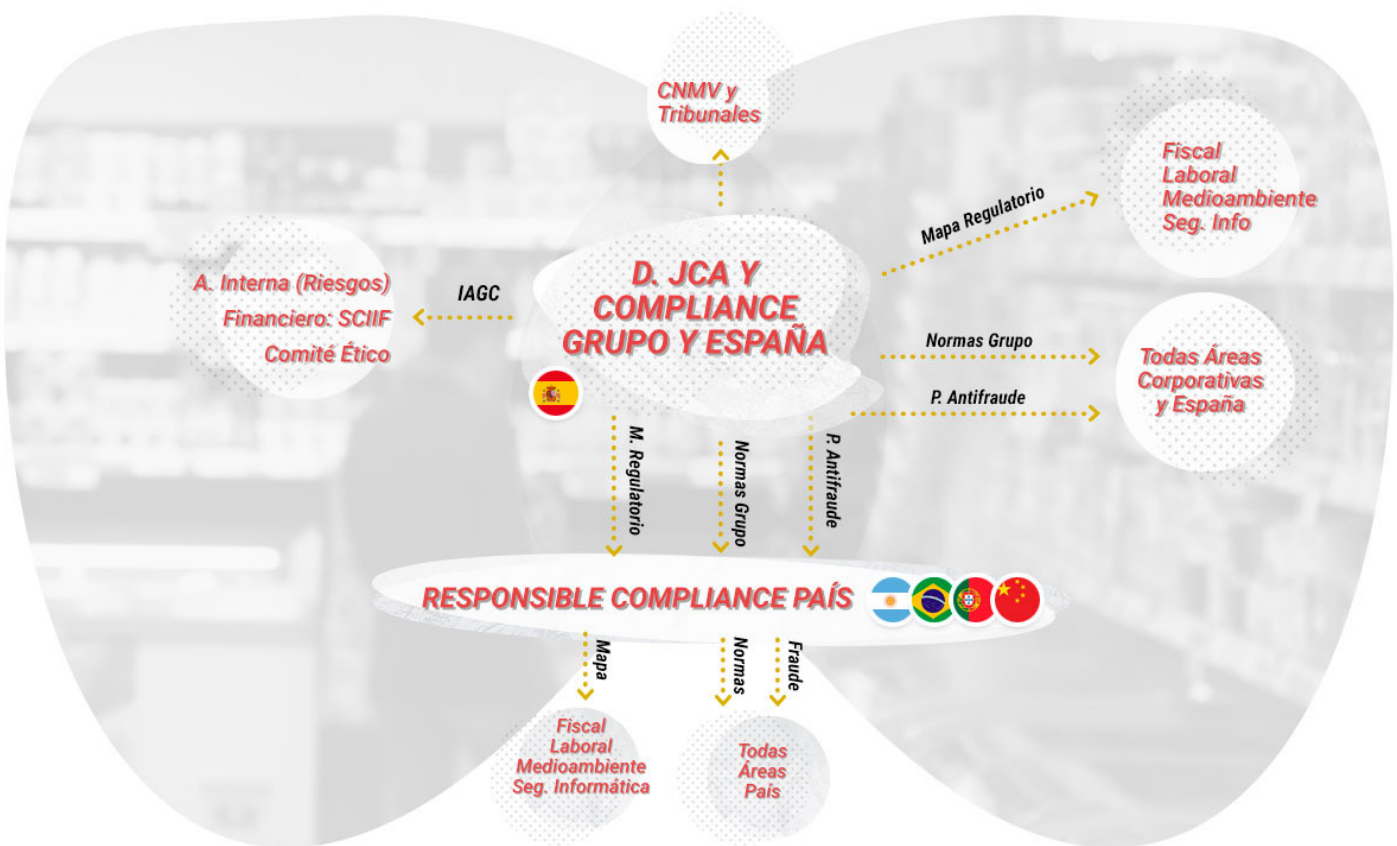 CNMV y
Tribunales
Fiscal
Laboral
Medioambiente
Seg. Info
Mapa Regulatorio
A. Interna (Riesgos)
Financiero: SCIIF
Comité Ético
IAGC
D. JCA Y
COMPLIANCE
GRUPO Y ESPAÑA
Normas Grupo
P. Antifraude
Todas Áreas
Corporativas
y España
M. Regulatorio
Normas Grupo
P. Antifraude
RESPONSIBLE COMPLIANCE PAÍS
Mapa
Normas
Fraude
Fiscal
Laboral
Medioambiente
Seg. Informática
Todas
Áreas
Pais